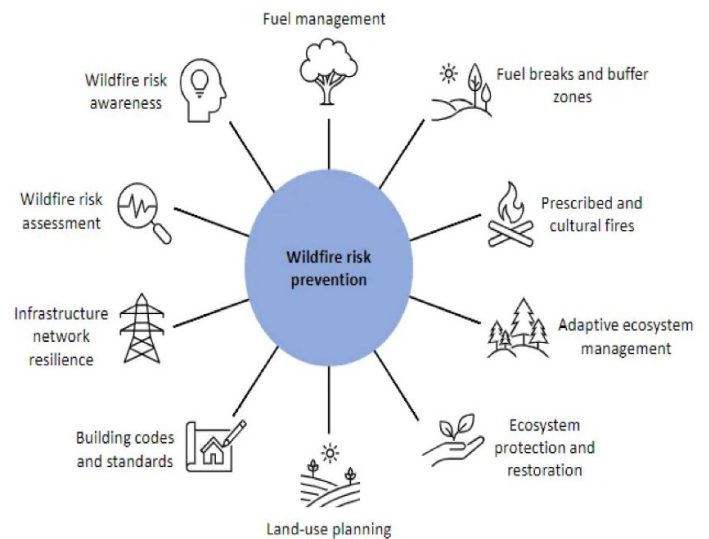 Fuel management
Wildfire risk
awareness
Fuel breaks and buffer
zones
Wildfire risk
assessment
Prescribed and
cultural fires
Wildfire risk
prevention
Infrastructure
network
resilience
Adaptive ecosystem
management
Building codes
and standards
Ecosystem
protection and
restoration
Land-use planning